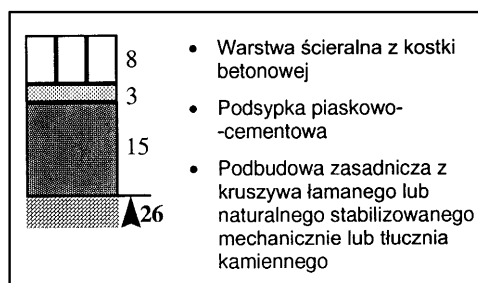 8
3
15
26
• Warstwa ścieralna z kostki
betonowej
• Podsypka piaskowo-
-cementowa
• Podbudowa zasadnicza z
kruszywa łamanego lub
naturalnego stabilizowanego
mechanicznie lub tłucznia
kamiennego